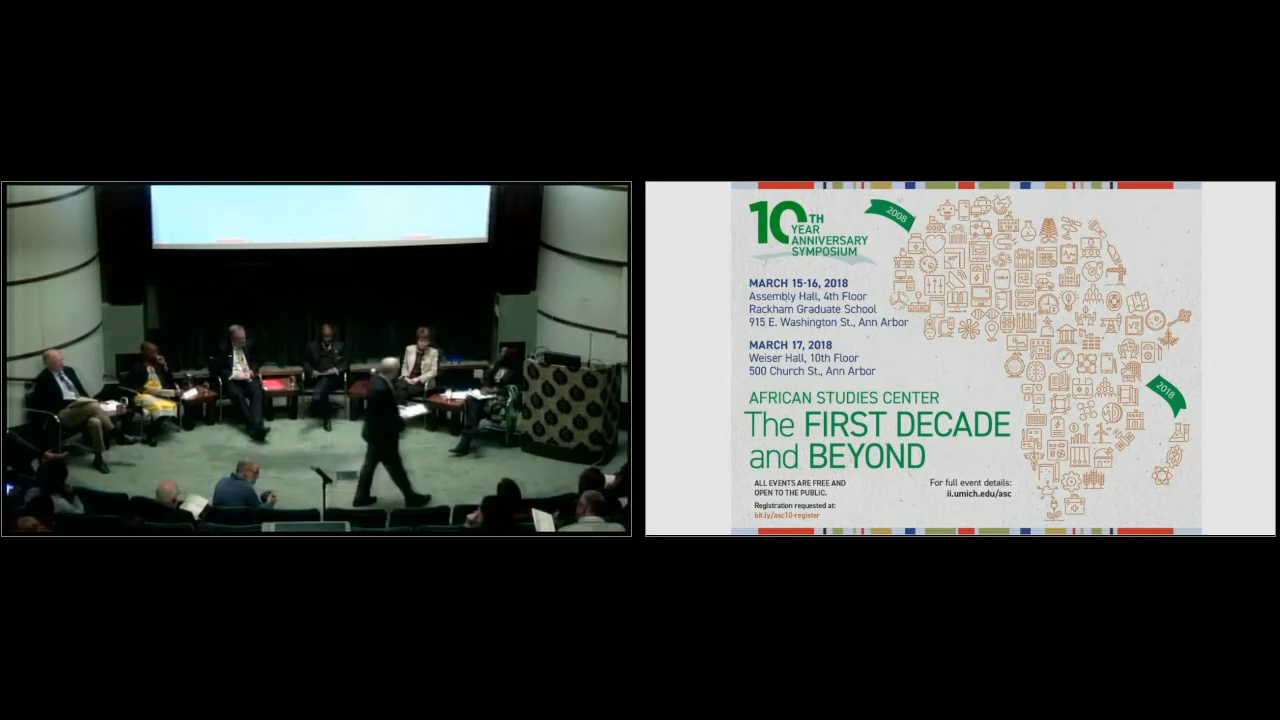 10TH
YEAR
ANNIVERSARY
SYMPOSIUM
2008
MARCH 15-16, 2018
Assembly Hall, 4th Floor
Rackham Graduate School
915 E. Washington St., Ann Arbor
MARCH 17, 2018
Weiser Hall, 10th Floor
500 Church St., Ann Arbor
2018
AFRICAN STUDIES CENTER
The FIRST DECADE
and BEYOND
ALL EVENTS ARE FREE AND
OPEN TO THE PUBLIC.
Registration requested at:
bit.ly/asc10-register
For full event details:
ii.umich.edu/asc